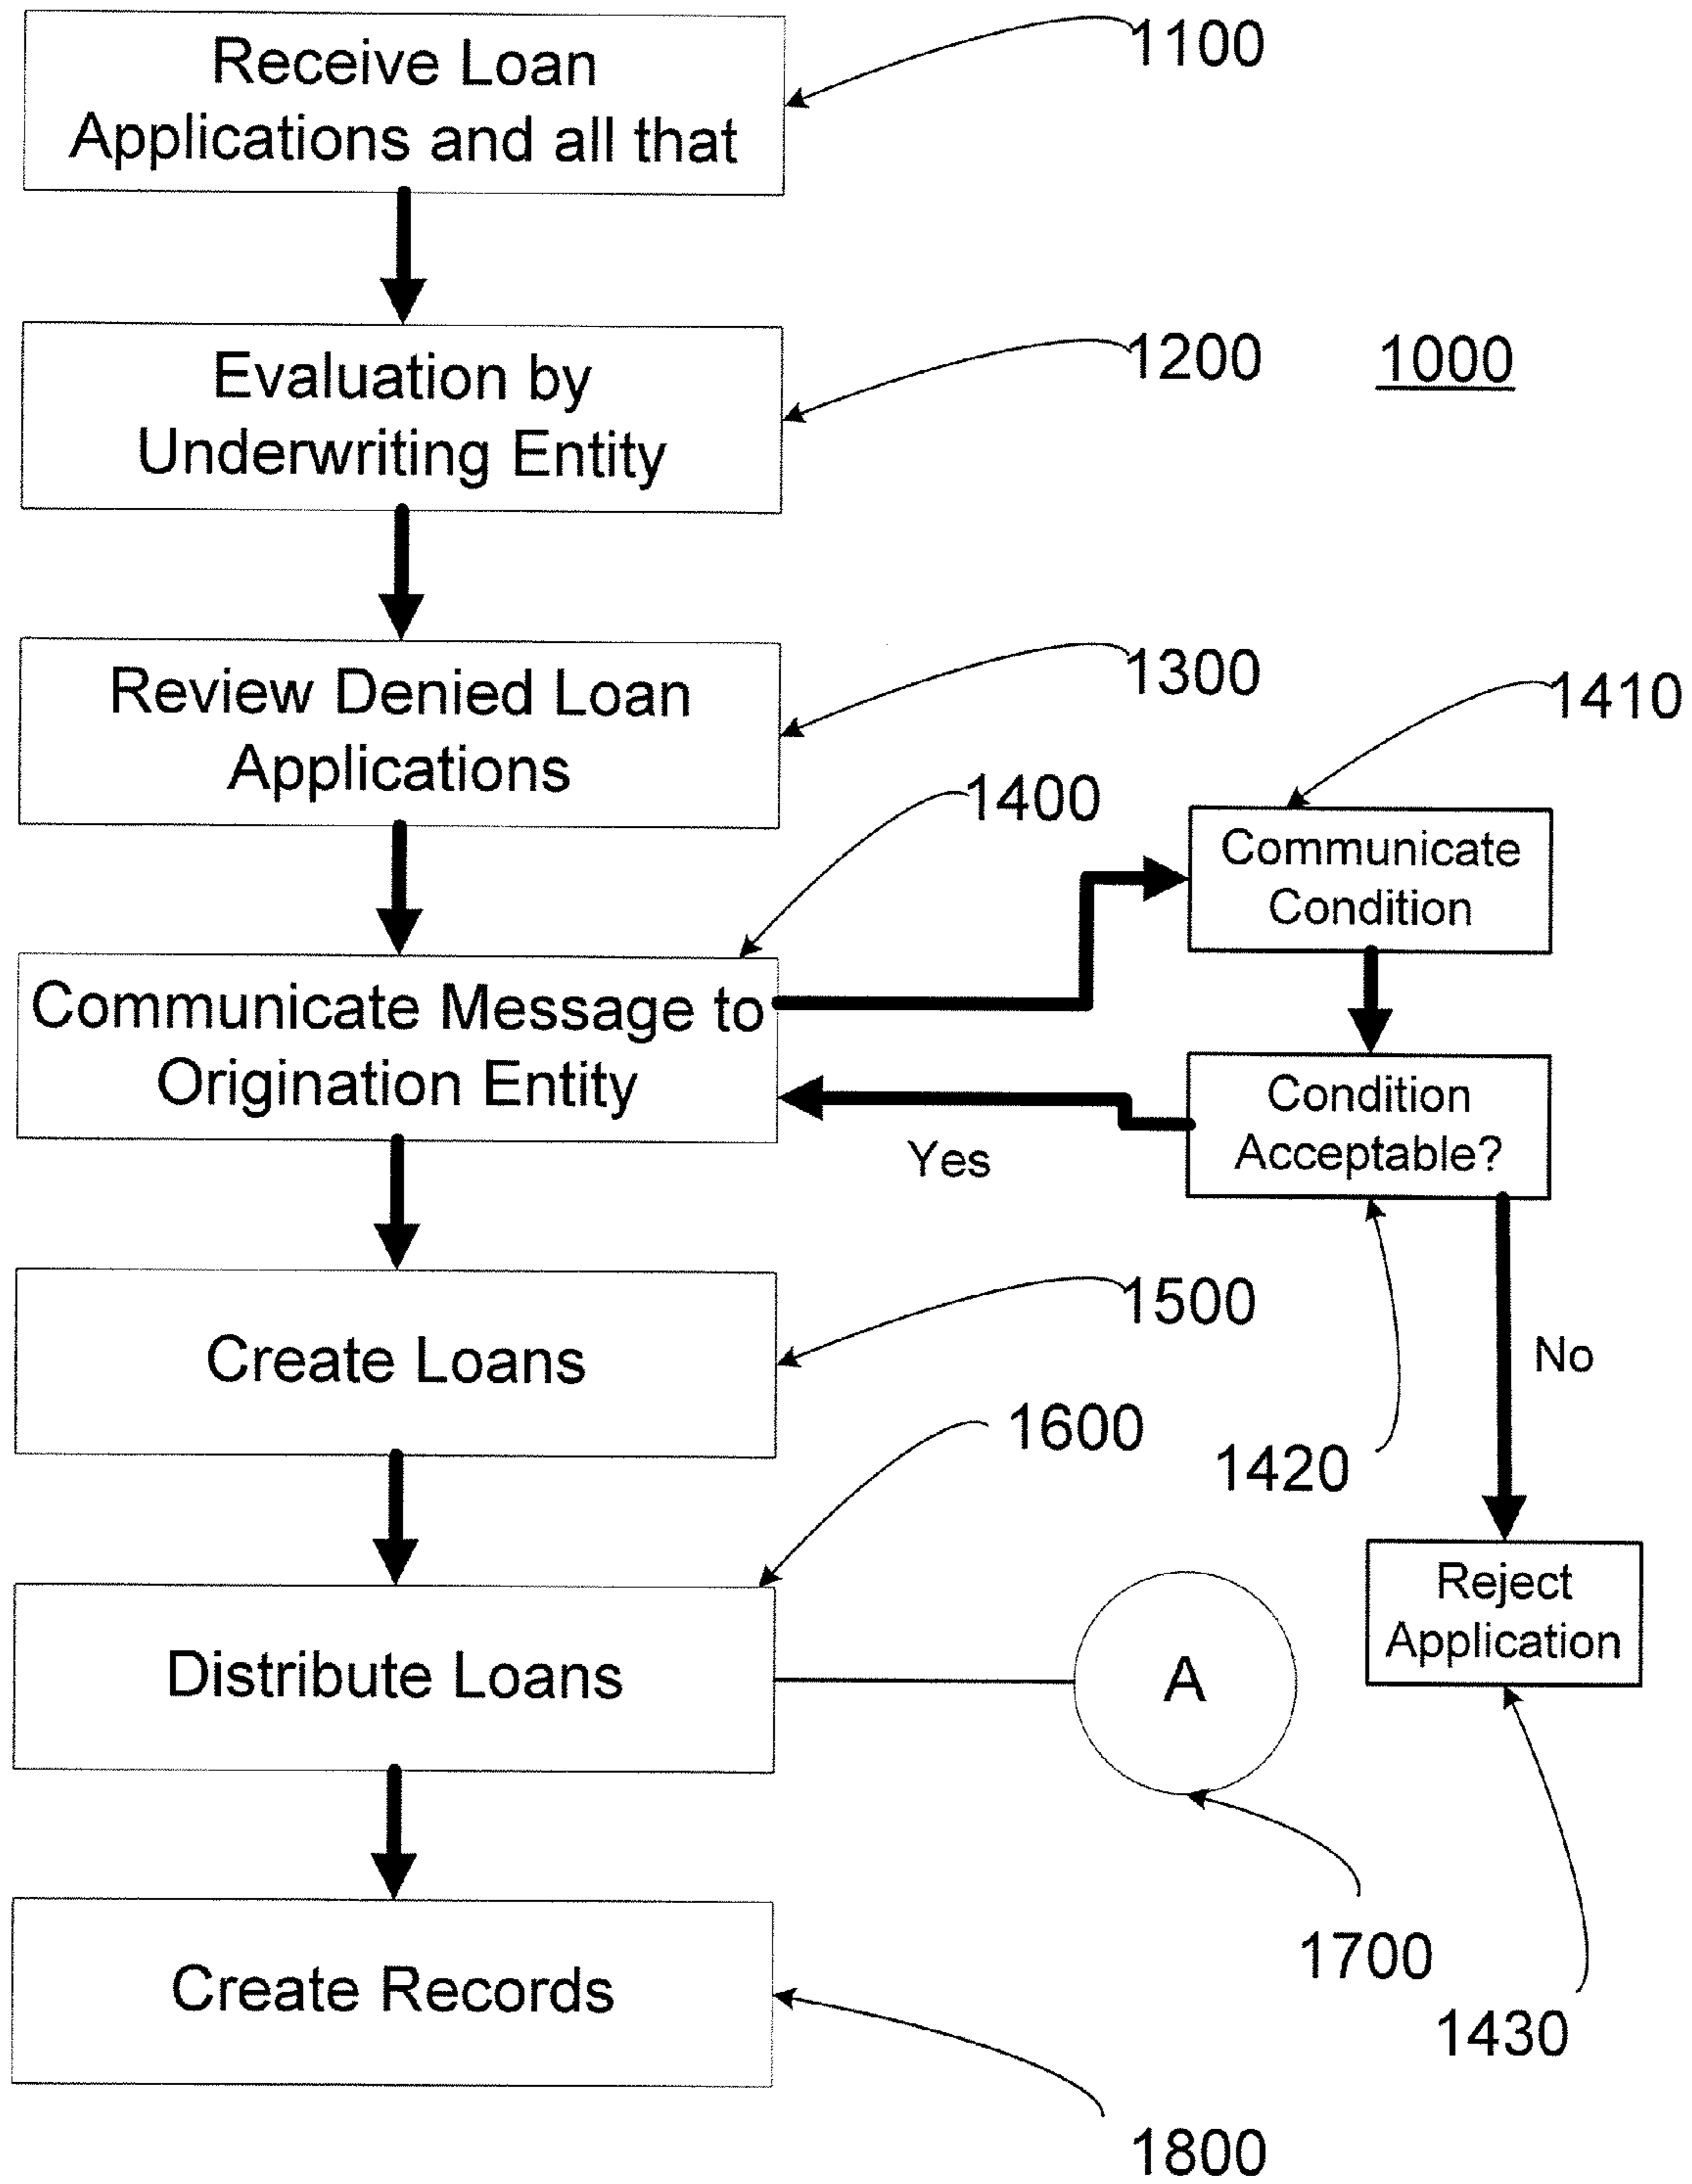 Receive Loan
Applications and all that
1100
Evaluation by
Underwriting Entity
1200
1000
Review Denied Loan
Applications
1300
1410
1400
Communicate
Condition
Communicate Message to
Origination Entity
Condition
Acceptable?
Yes
Create Loans
1500
No
1600
1420
Distribute Loans
A
Reject
Application
Create Records
1700
1430
1800